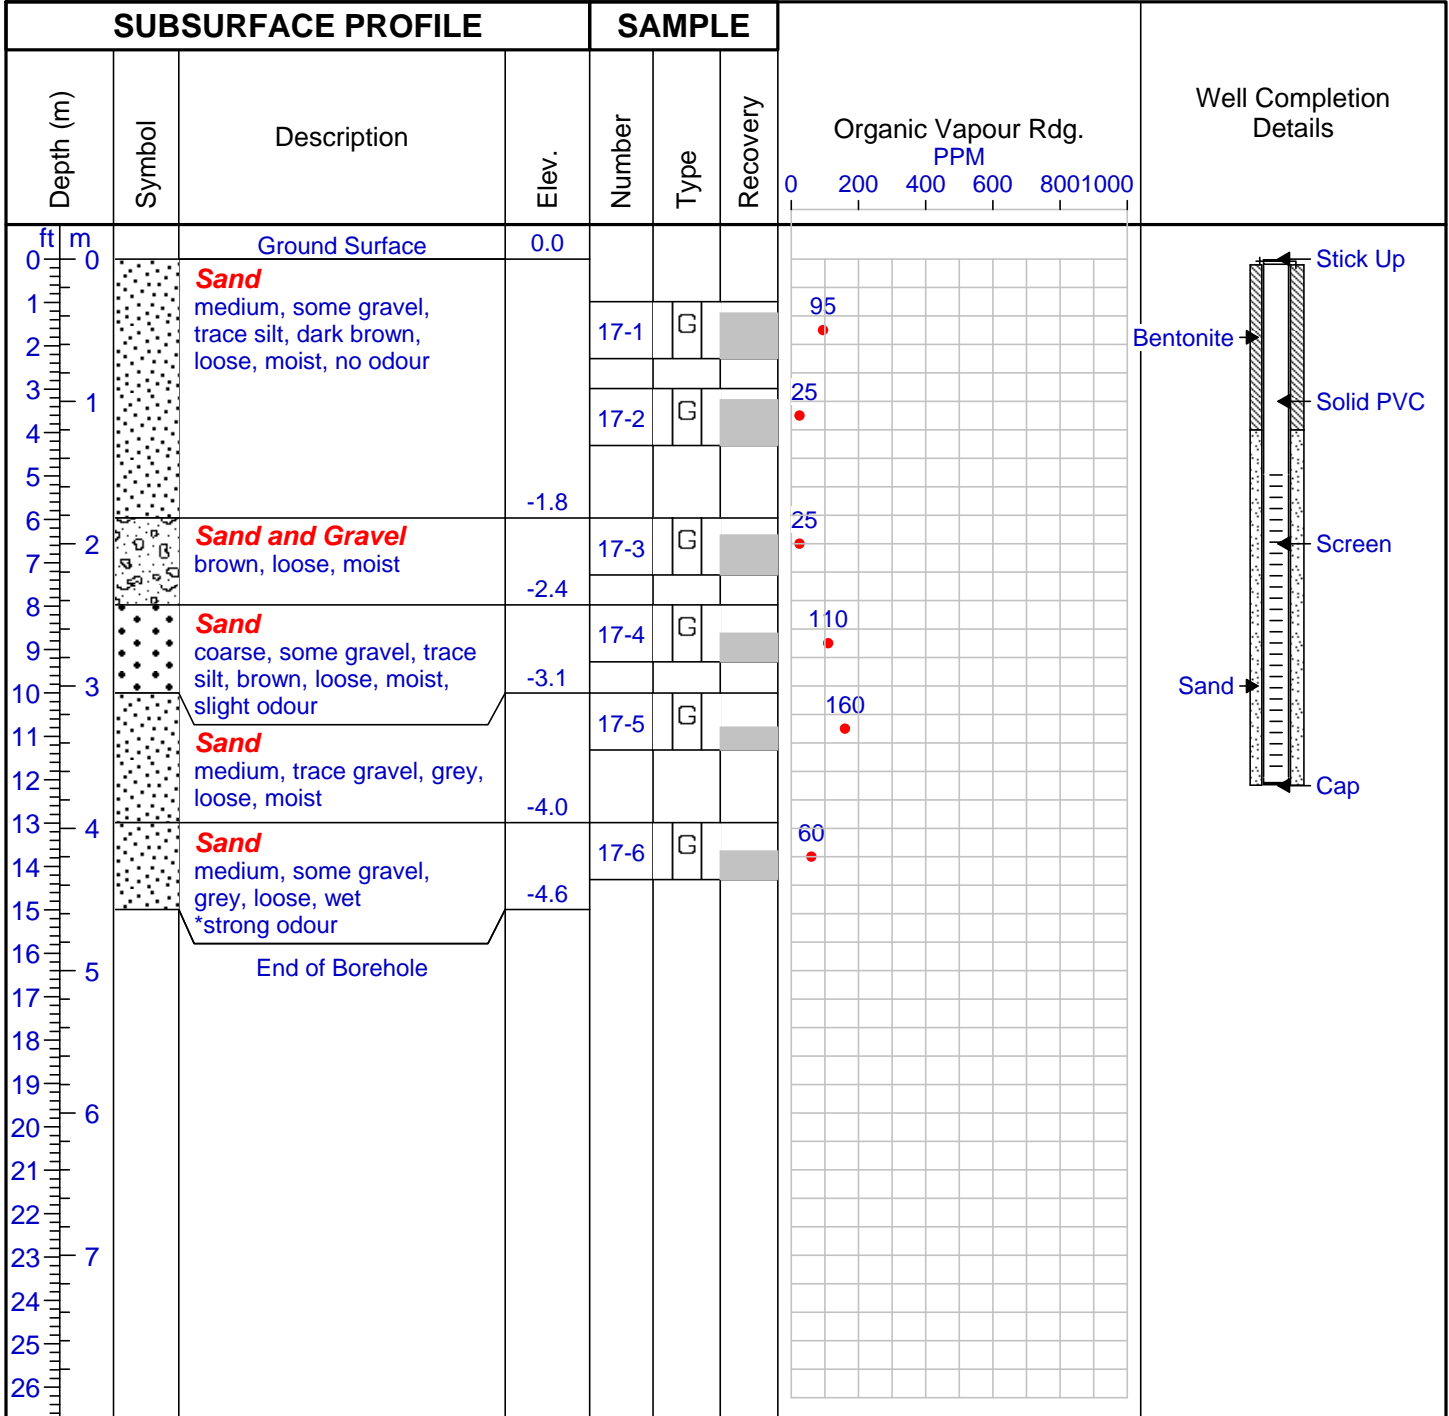 SUBSURFACE PROFILE
SAMPLE
Depth (m)
Symbol
Description
Elev.
Number
Type
Recovery
Organic Vapour Rdg.
PPM
0 200 400 600 800 1000
Well Completion
Details
ft m
0 0
1
2
3
1
4
5
6
2
7
8
9
10 3
11
12
13
4
14
15
16
5
17
18
19
6
20
21
22
23 7
24
25
26
Ground Surface
0.0
Sand
medium, some gravel,
trace silt, dark brown,
loose, moist, no odour
-1.8
Sand and Gravel
brown, loose, moist
-2.4
Sand
coarse, some gravel, trace
silt, brown, loose, moist,
slight odour
-3.1
Sand
medium, trace gravel, grey,
loose, moist
-4.0
Sand
medium, some gravel,
grey, loose, wet
*strong odour
-4.6
End of Borehole
17-1 G
17-2 G
17-3 G
17-4 G
17-5 G
17-6 G
95
25
25
110
160
60
Stick Up
Bentonite
Solid PVC
Screen
Sand
Cap